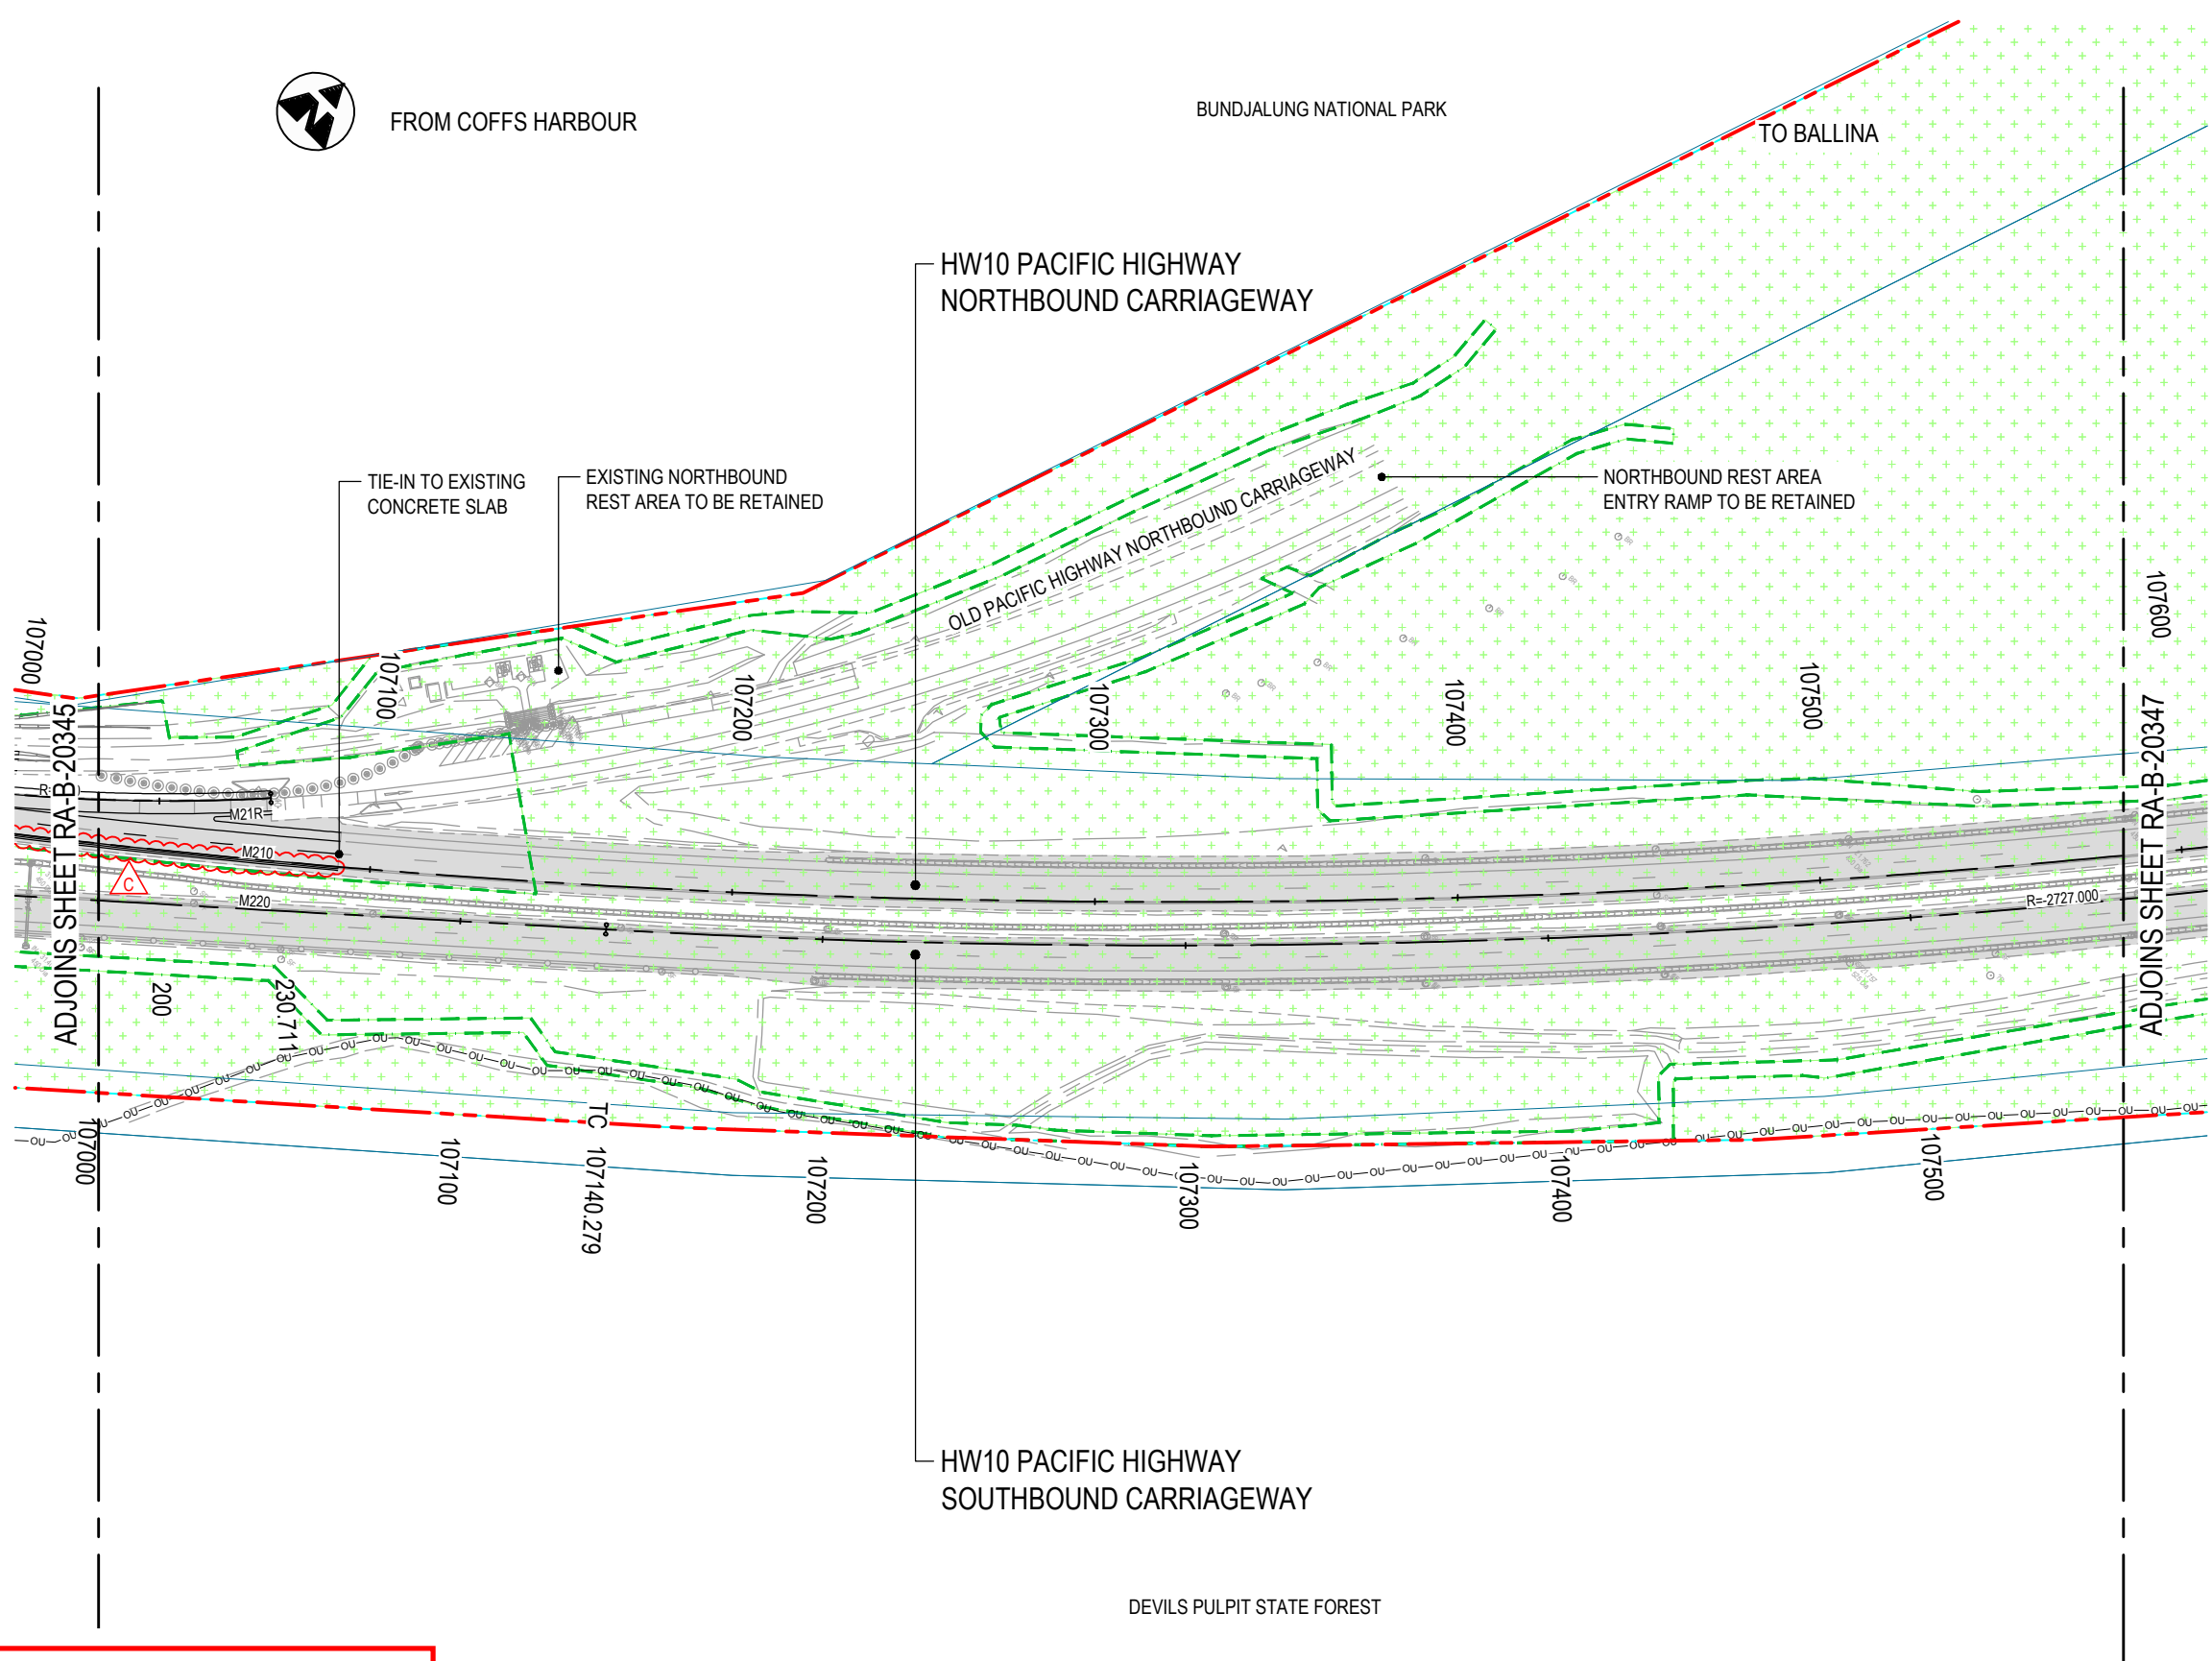 FROM COFFS HARBOUR
BUNDJALUNG NATIONAL PARK
TO BALLINA
HW10 PACIFIC HIGHWAY
NORTHBOUND CARRIAGEWAY
TIE-IN TO EXISTING
CONCRETE SLAB
EXISTING NORTHBOUND
REST AREA TO BE RETAINED
OLD PACIFIC HIGHWAY NORTHBOUND CARRIAGEWAY
NORTHBOUND REST AREA
ENTRY RAMP TO BE RETAINED
107000
107100
107200
107300
107400
107500
107600
ADJOINS SHEET RA-B-20345
ADJOINS SHEET RA-B-20347
M21R
M210
C
M220
R=-2727.000
200
230.711
TC
107140.279
107000
107100
107200
107300
107400
107500
HW10 PACIFIC HIGHWAY
SOUTHBOUND CARRIAGEWAY
DEVILS PULPIT STATE FOREST